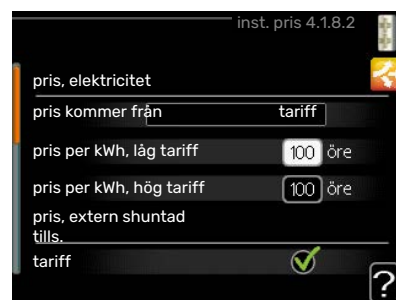 inst. pris 4.1.8.2
pris, elektricitet
pris kommer från tariff
pris per kWh, låg tariff 100 öre
pris per kWh, hög tariff 100 öre
pris, extern shuntad
tills.
tariff
?